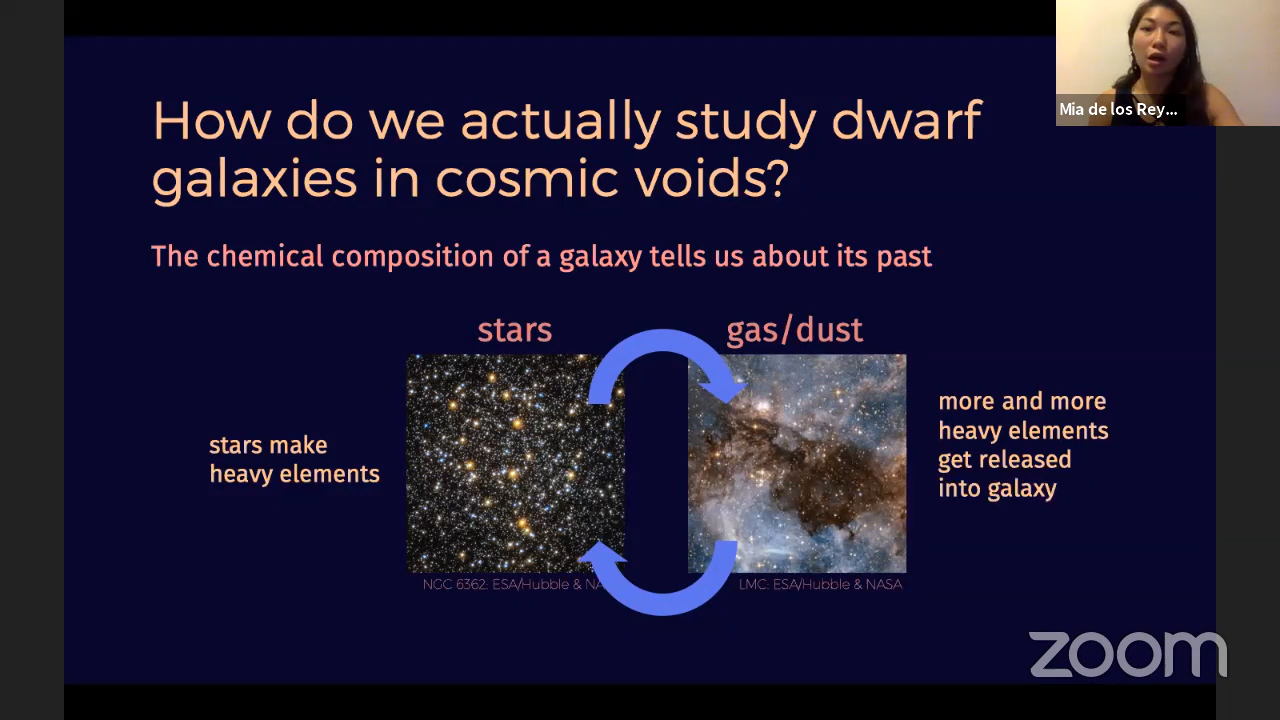 Mia de los Rey...
How do we actually study dwarf
galaxies in cosmic voids?
The chemical composition of a galaxy tells us about its past
stars
gas/dust
stars make
heavy elements
more and more
heavy elements
get released
into galaxy
NGC 6362: ESA/Hubble & NA
LMC: ESA/Hubble & NASA
zoom